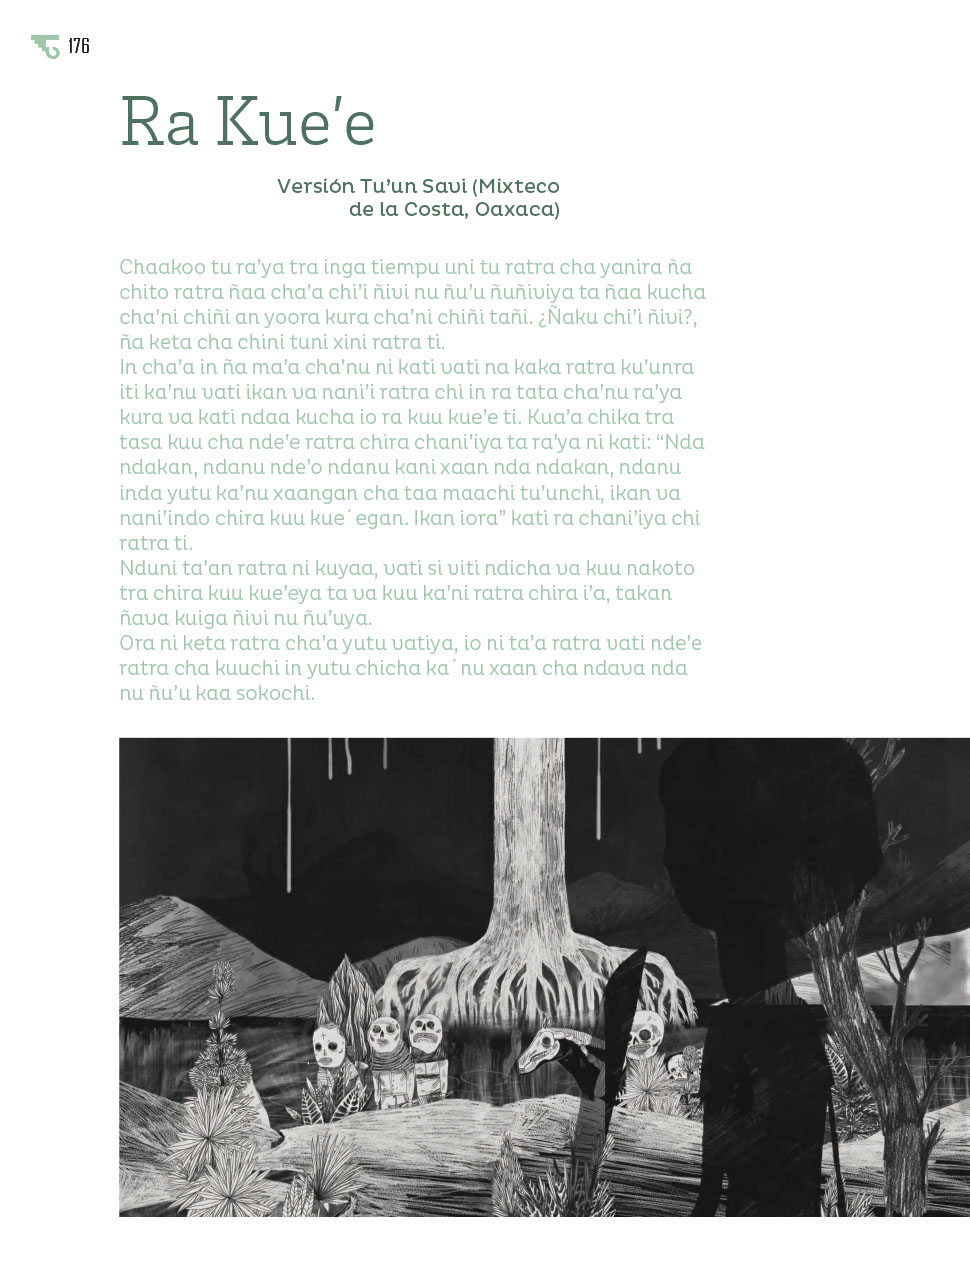 176
Ra Kue'e
Versión Tu’un Savi (Mixteco
de la Costa, Oaxaca)
Chaakoo tu ra’ya tra inga tiempu uni tu ratra cha yanira ña
chito ratra ñaa cha’a chi’i ñivi nu ñu’u ñuñiviya ta ñaa kucha
cha’ni chiñi an yoora kura cha’ni chiñi tañi. ¿Ñaku chi’i ñivi?,
ña keta cha chini tuni xini ratra ti.
In cha’a in ña ma’a cha’nu ni kati vati na kaka ratra ku’unra
iti ka’nu vati ikan va nani’i ratra chi in ra tata cha’nu ra’ya
kura va kati ndaa kucha io ra kuu kue’e ti. Kua’a chika tra
tasa kuu cha nde’e ratra chira chani’iya ta ra’ya ni kati: “Nda
ndakan, ndanu nde’o ndanu kani xaan nda ndakan, ndanu
inda yutu ka’nu xaangan cha taa maachi tu’unchi, ikan va
nani’indo chira kuu kue´egan. Ikan iora” kati ra chani’iya chi
ratra ti.
Nduni ta’an ratra ni kuyaa, vati si viti ndicha va kuu nakoto
tra chira kuu kue’eya ta va kuu ka’ni ratra chira i’a, takan
ñava kuiga ñivi nu ñu’uya.
Ora ni keta ratra cha’a yutu vatiya, io ni ta’a ratra vati nde’e
ratra cha kuuchi in yutu chicha ka´nu xaan cha ndava nda
nu ñu’u kaa sokochi.